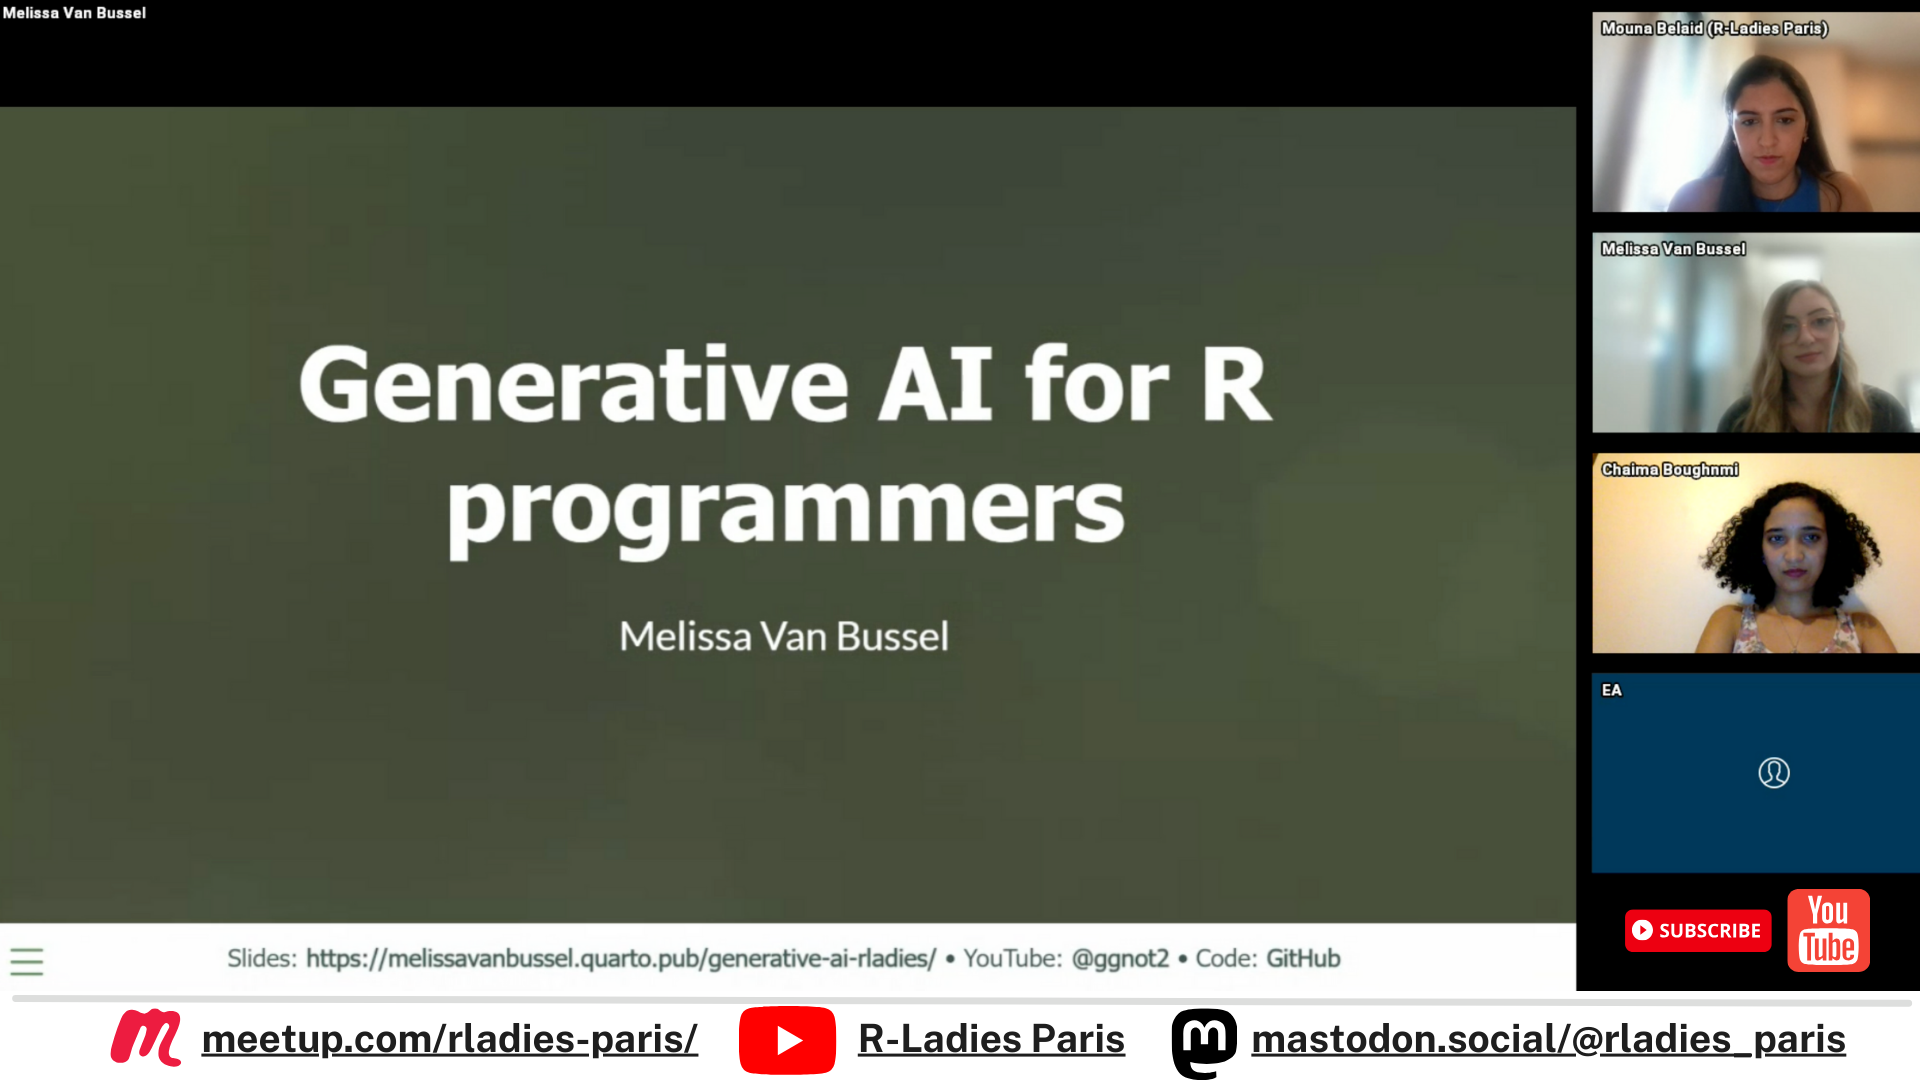 Melissa Van Bussel
Generative AI for R
programmers
Melissa Van Bussel
Slides: https://melissavanbussel.quarto.pub/generative-ai-rladies/ • YouTube: @ggnot2 • Code: GitHub
Mouna Belaid (R-Ladies Paris)
Melissa Van Bussel
Chaima Boughnmi
EA
SUBSCRIBE
You
Tube
meetup.com/rladies-paris/
R-Ladies Paris
mastodon.social/@rladies_paris